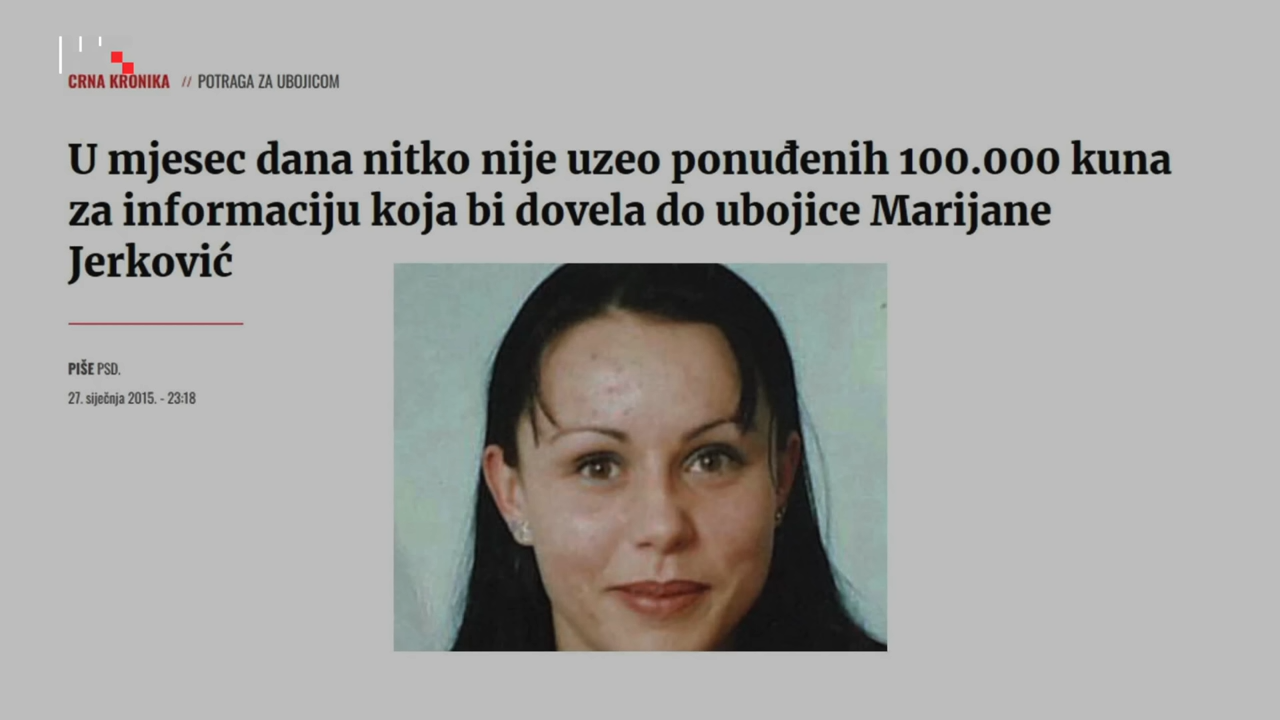 CRNA KRONIKA // POTRAGA ZA UBOJICOM
U mjesec dana nitko nije uzeo ponuđenih 100.000 kuna
za informaciju koja bi dovela do ubojice Marijane
Jerković
PIŠE PSD.
27. siječnja 2015. - 23:18